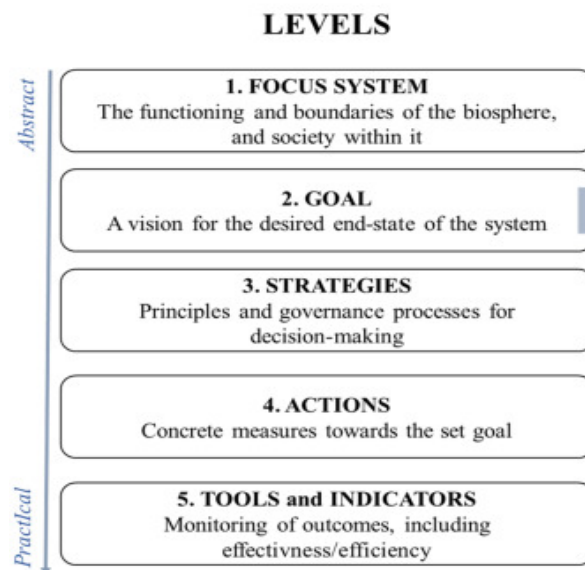 LEVELS
Abstract
1. FOCUS SYSTEM
The functioning and boundaries of the biosphere,
and society within it
2. GOAL
A vision for the desired end-state of the system
3. STRATEGIES
Principles and governance processes for
decision-making
4. ACTIONS
Concrete measures towards the set goal
5. TOOLS and INDICATORS
Monitoring of outcomes, including
effectivness/efficiency
PractIcal